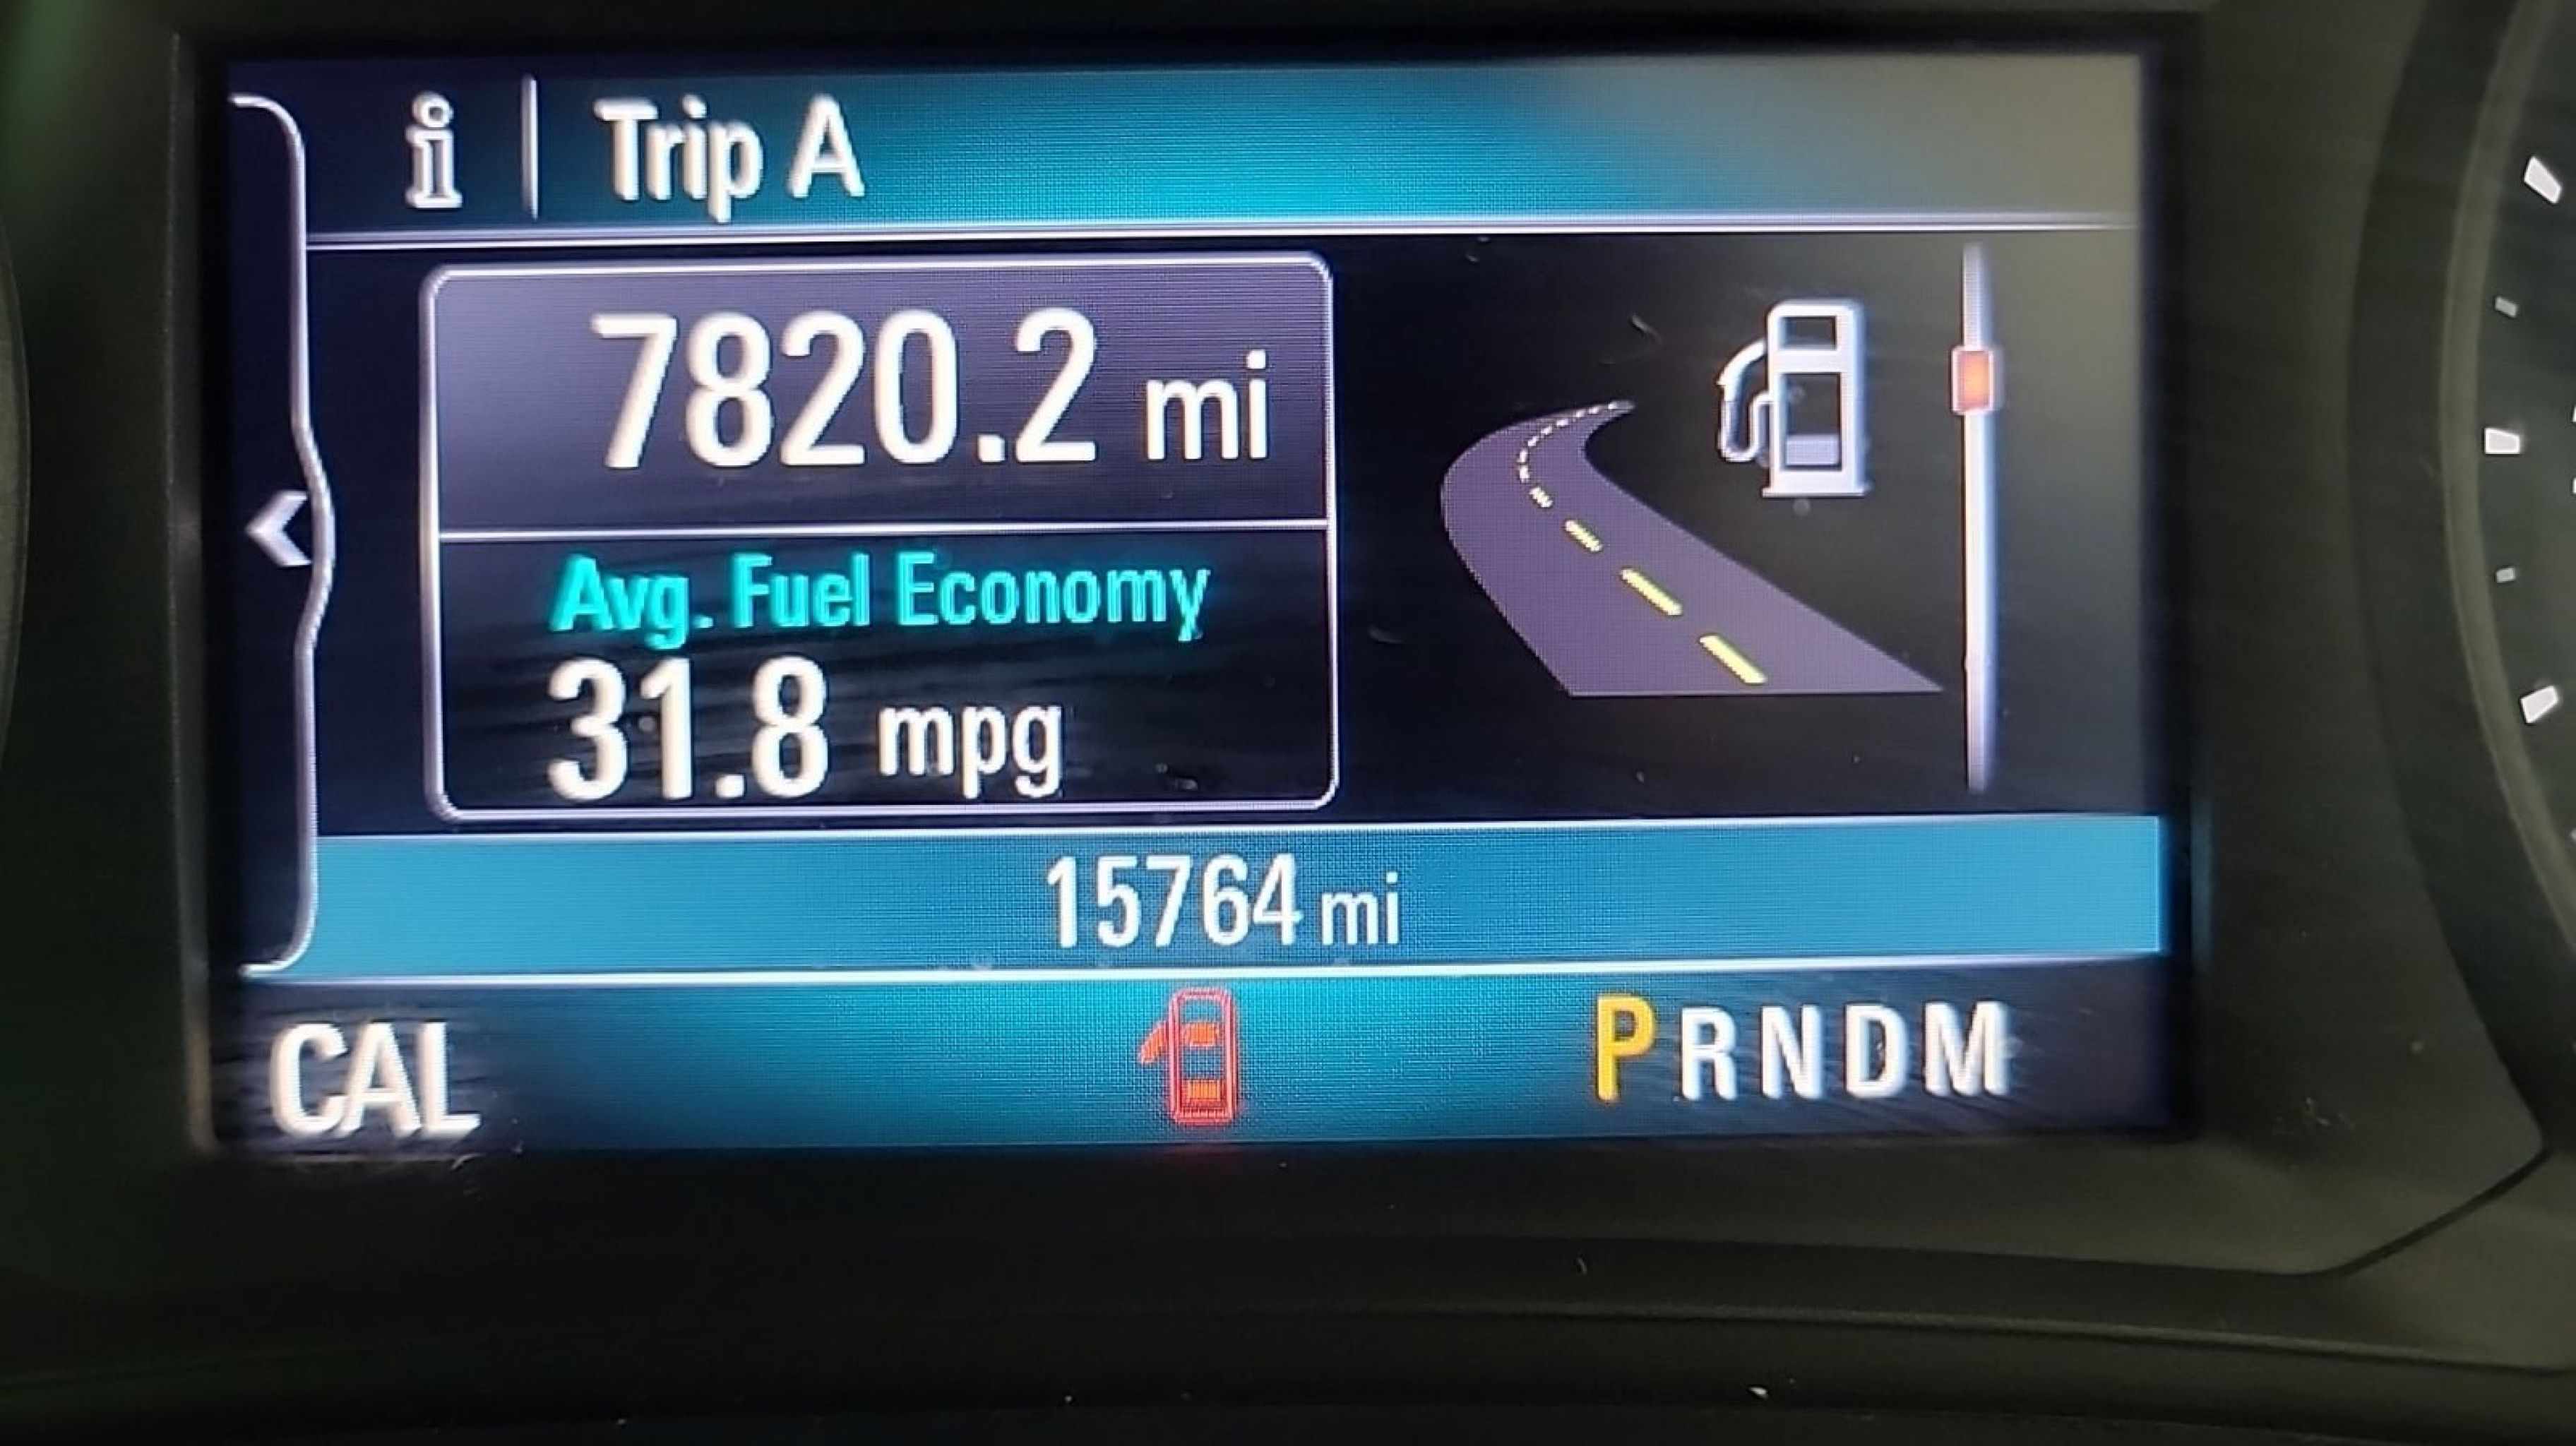 i Trip A
7820.2 mi
Avg. Fuel Economy
31.8 mpg
15764 mi
CAL PRNDM